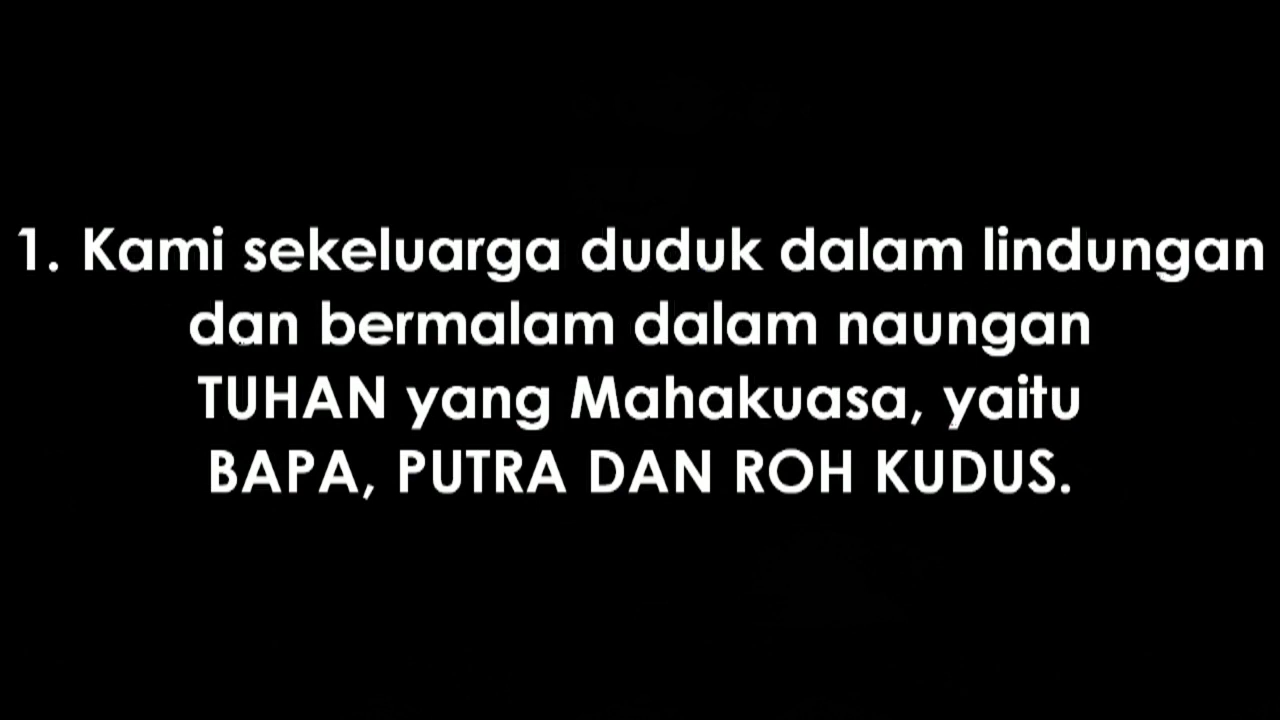 1. Kami sekeluarga duduk dalam lindungan
dan bermalam dalam naungan
TUHAN yang Mahakuasa, yaitu
BAPA, PUTRA DAN ROH KUDUS.